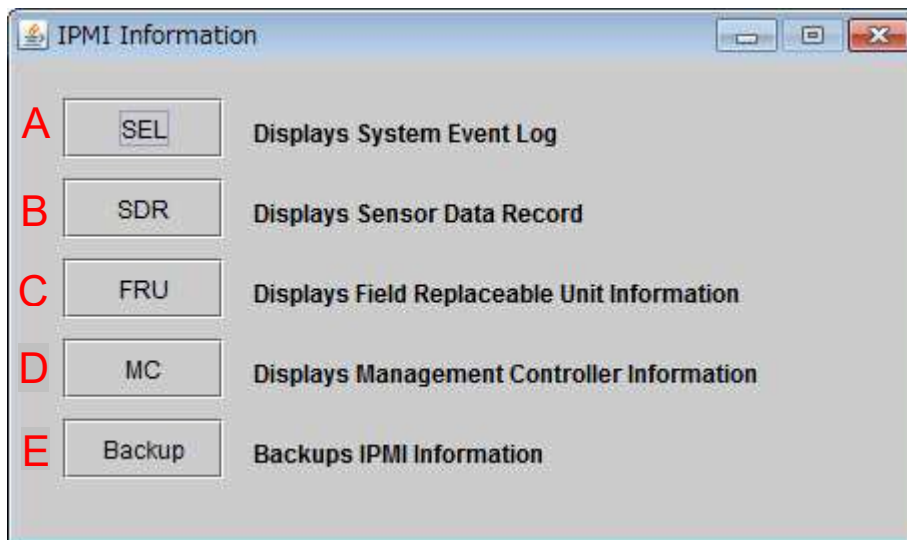 IPMI Information
A SEL Displays System Event Log
B SDR Displays Sensor Data Record
C FRU Displays Field Replaceable Unit Information
D MC Displays Management Controller Information
E Backup Backups IPMI Information